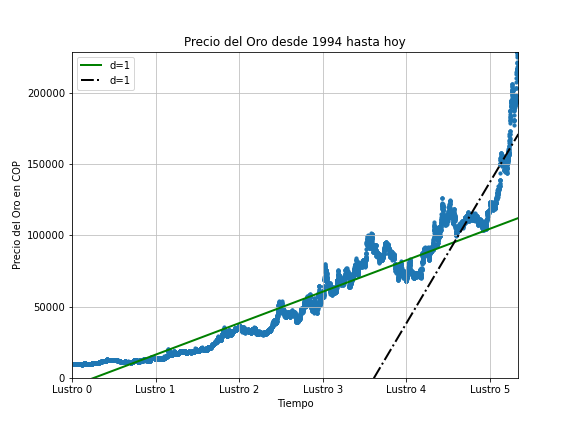 Precio del Oro desde 1994 hasta hoy
d=1
d=1
Precio del Oro en COP
200000
150000
100000
50000
0
Lustro 0 Lustro 1 Lustro 2 Lustro 3 Lustro 4 Lustro 5
Tiempo